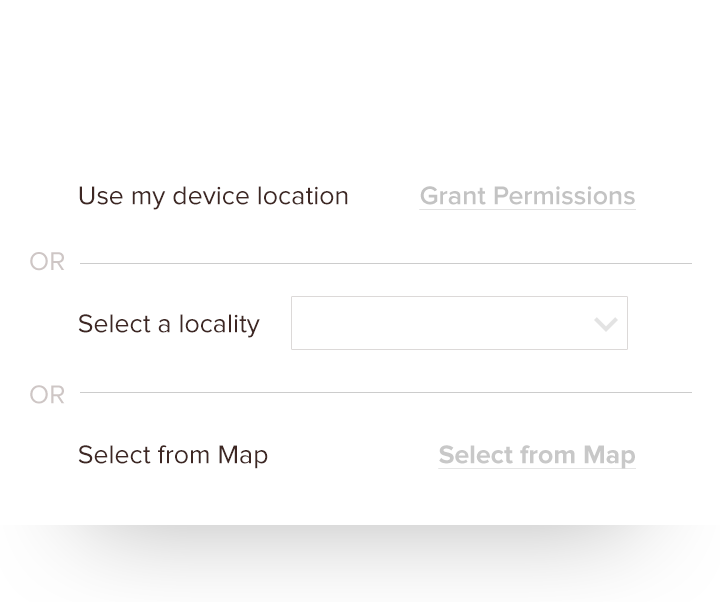 Use my device location Grant Permissions
OR
Select a locality
OR
Select from Map Select from Map